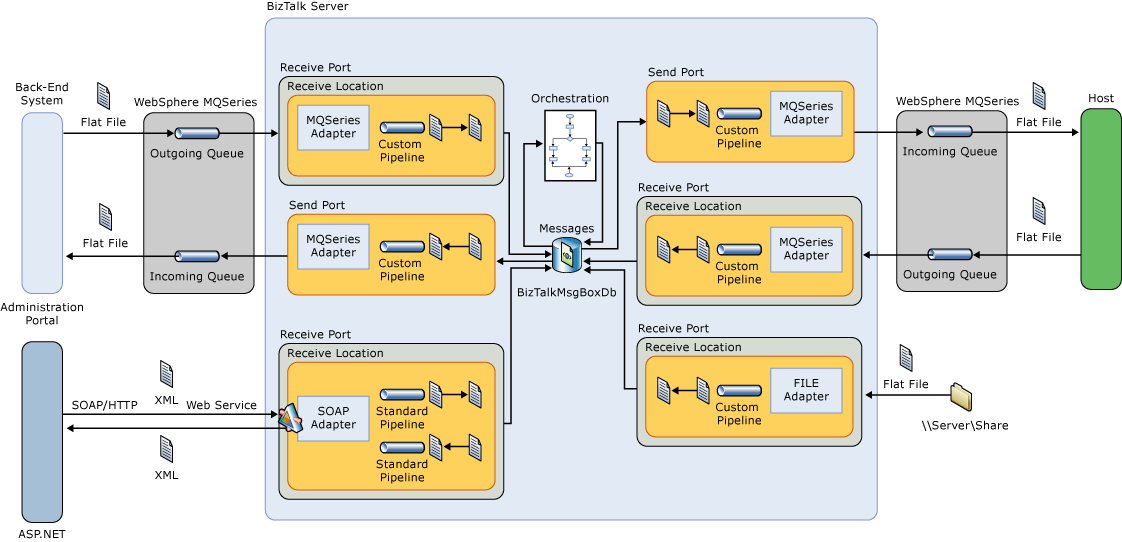 BizTalk Server
Back-End
System
Flat File
WebSphere MQSeries
Outgoing Queue
Flat File
Incoming Queue
Administration
Portal
SOAP/HTTP
XML
Web Service
XML
ASP.NET
Receive Port
Receive Location
MQSeries
Adapter
Custom
Pipeline
Send Port
MQSeries
Adapter
Custom
Pipeline
Receive Port
Receive Location
SOAP
Adapter
Standard
Pipeline
Standard
Pipeline
Orchestration
Messages
BizTalkMsgBoxDb
Send Port
Custom
Pipeline
MQSeries
Adapter
Receive Port
Receive Location
Custom
Pipeline
MQSeries
Adapter
Receive Port
Receive Location
Custom
Pipeline
FILE
Adapter
WebSphere MQSeries
Incoming Queue
Outgoing Queue
Flat File
Host
Flat File
Flat File
\\Server\Share